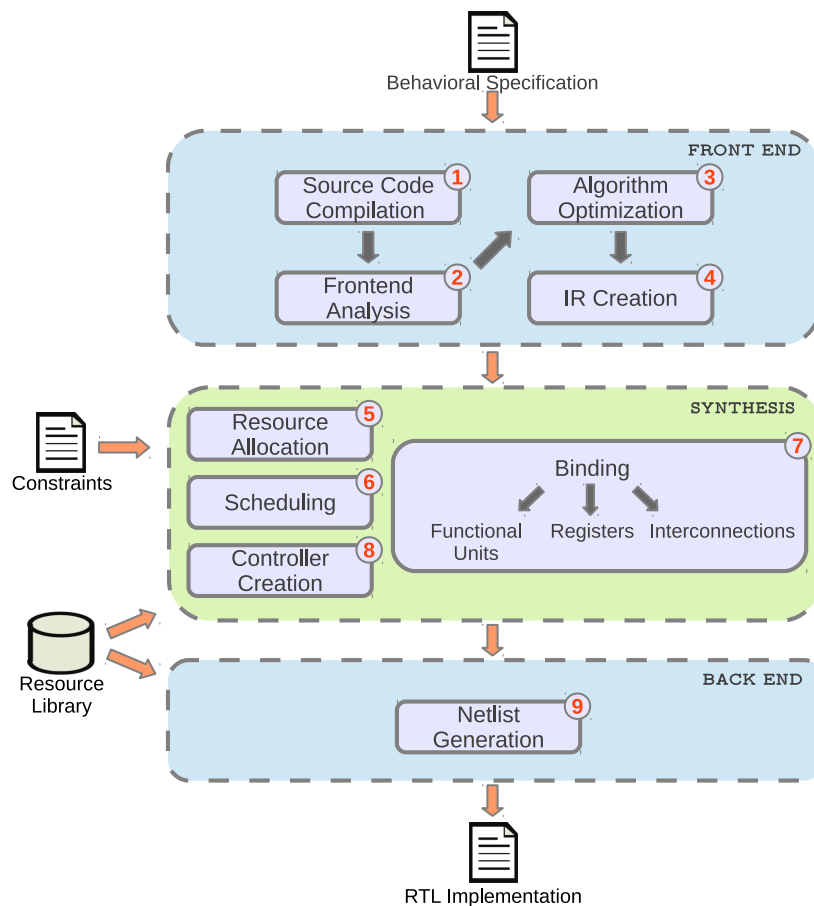 Behavioral Specification
FRONT END
1
Source Code
Compilation
3
Algorithm
Optimization
2
Frontend
Analysis
4
IR Creation
SYNTHESIS
5
Resource
Allocation
7
Binding
Functional
Units
Registers
Interconnections
6
Scheduling
8
Controller
Creation
Constraints
Resource
Library
BACK END
9
Netlist
Generation
RTL Implementation